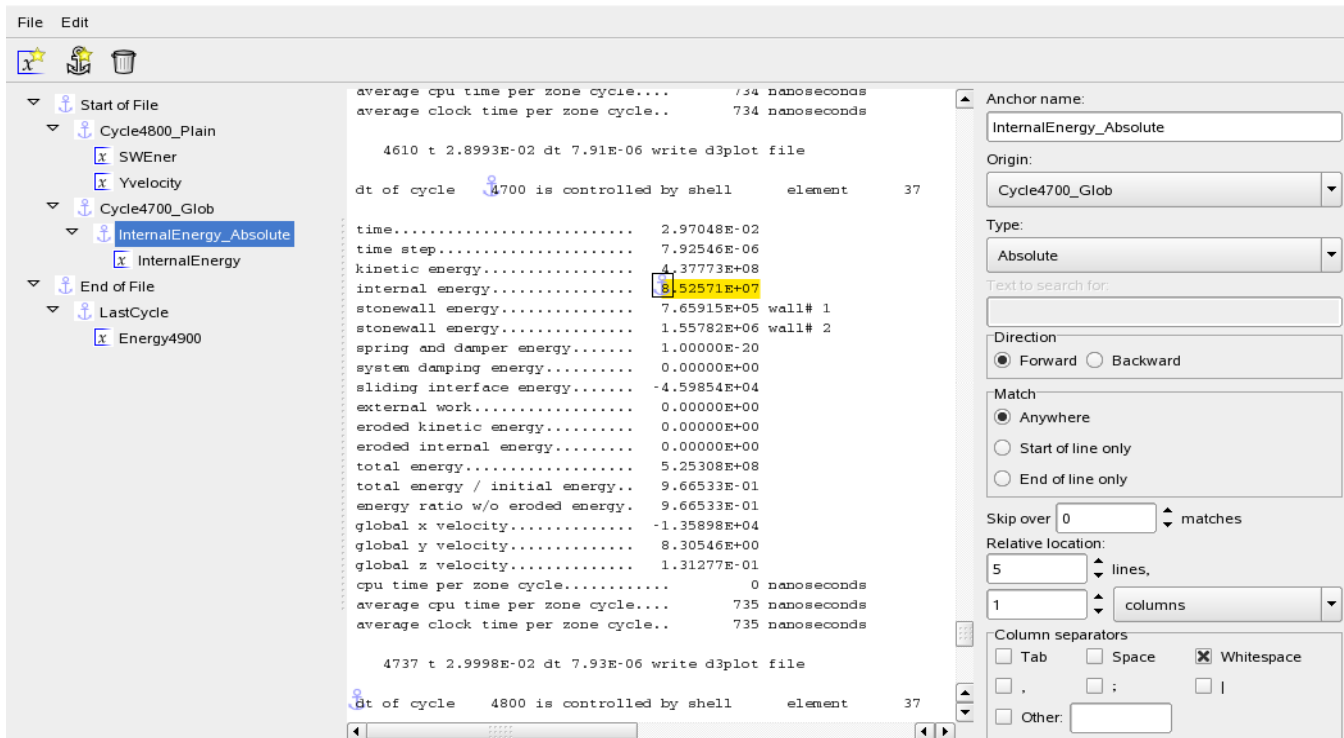 File Edit
Start of File
Cycle4800_Plain
x SWEner
x Yvelocity
Cycle4700_Glob
InternalEnergy_Absolute
x InternalEnergy
End of File
LastCycle
x Energy4900
average cpu time per zone cycle.... 734 nanoseconds
average clock time per zone cycle.. 734 nanoseconds
4610 t 2.8993E-02 dt 7.91E-06 write d3plot file
dt of cycle 4700 is controlled by shell element 37
time.......................... 2.97048E-02
time step..................... 7.92546E-06
kinetic energy................ 4.37773E+08
internal energy............... 8.52571E+07
stonewall energy.............. 7.65915E+05 wall# 1
stonewall energy.............. 1.55782E+06 wall# 2
spring and damper energy....... 1.00000E-20
system damping energy......... 0.00000E+00
sliding interface energy....... -4.59854E+04
external work................. 0.00000E+00
eroded kinetic energy.......... 0.00000E+00
eroded internal energy......... 0.00000E+00
total energy.................. 5.25308E+08
total energy / initial energy.. 9.66533E-01
energy ratio w/o eroded energy. 9.66533E-01
global x velocity.............. -1.35898E+04
global y velocity.............. 8.30546E+00
global z velocity.............. 1.31277E-01
cpu time per zone cycle............ 0 nanoseconds
average cpu time per zone cycle.... 735 nanoseconds
average clock time per zone cycle.. 735 nanoseconds
4737 t 2.9998E-02 dt 7.93E-06 write d3plot file
dt of cycle 4800 is controlled by shell element 37
Anchor name:
InternalEnergy_Absolute
Origin:
Cycle4700_Glob
Type:
Absolute
Text to search for:
Direction
Forward Backward
Match
Anywhere
Start of line only
End of line only
Skip over 0 matches
Relative location:
5 lines,
1 columns
Column separators
Tab Space Whitespace
, ; |
Other: